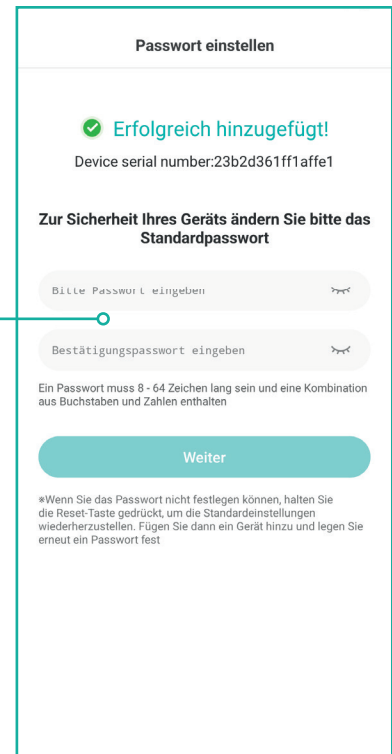 Passwort einstellen
Erfolgreich hinzugefügt!
Device serial number:23b2d361ff1affe1
Zur Sicherheit Ihres Geräts ändern Sie bitte das
Standardpasswort
Bitte Passwort eingeben
Bestätigungspasswort eingeben
Ein Passwort muss 8 - 64 Zeichen lang sein und eine Kombination
aus Buchstaben und Zahlen enthalten
Weiter
*Wenn Sie das Passwort nicht festlegen können, halten Sie
die Reset-Taste gedrückt, um die Standardeinstellungen
wiederherzustellen. Fügen Sie dann ein Gerät hinzu und legen Sie
erneut ein Passwort fest